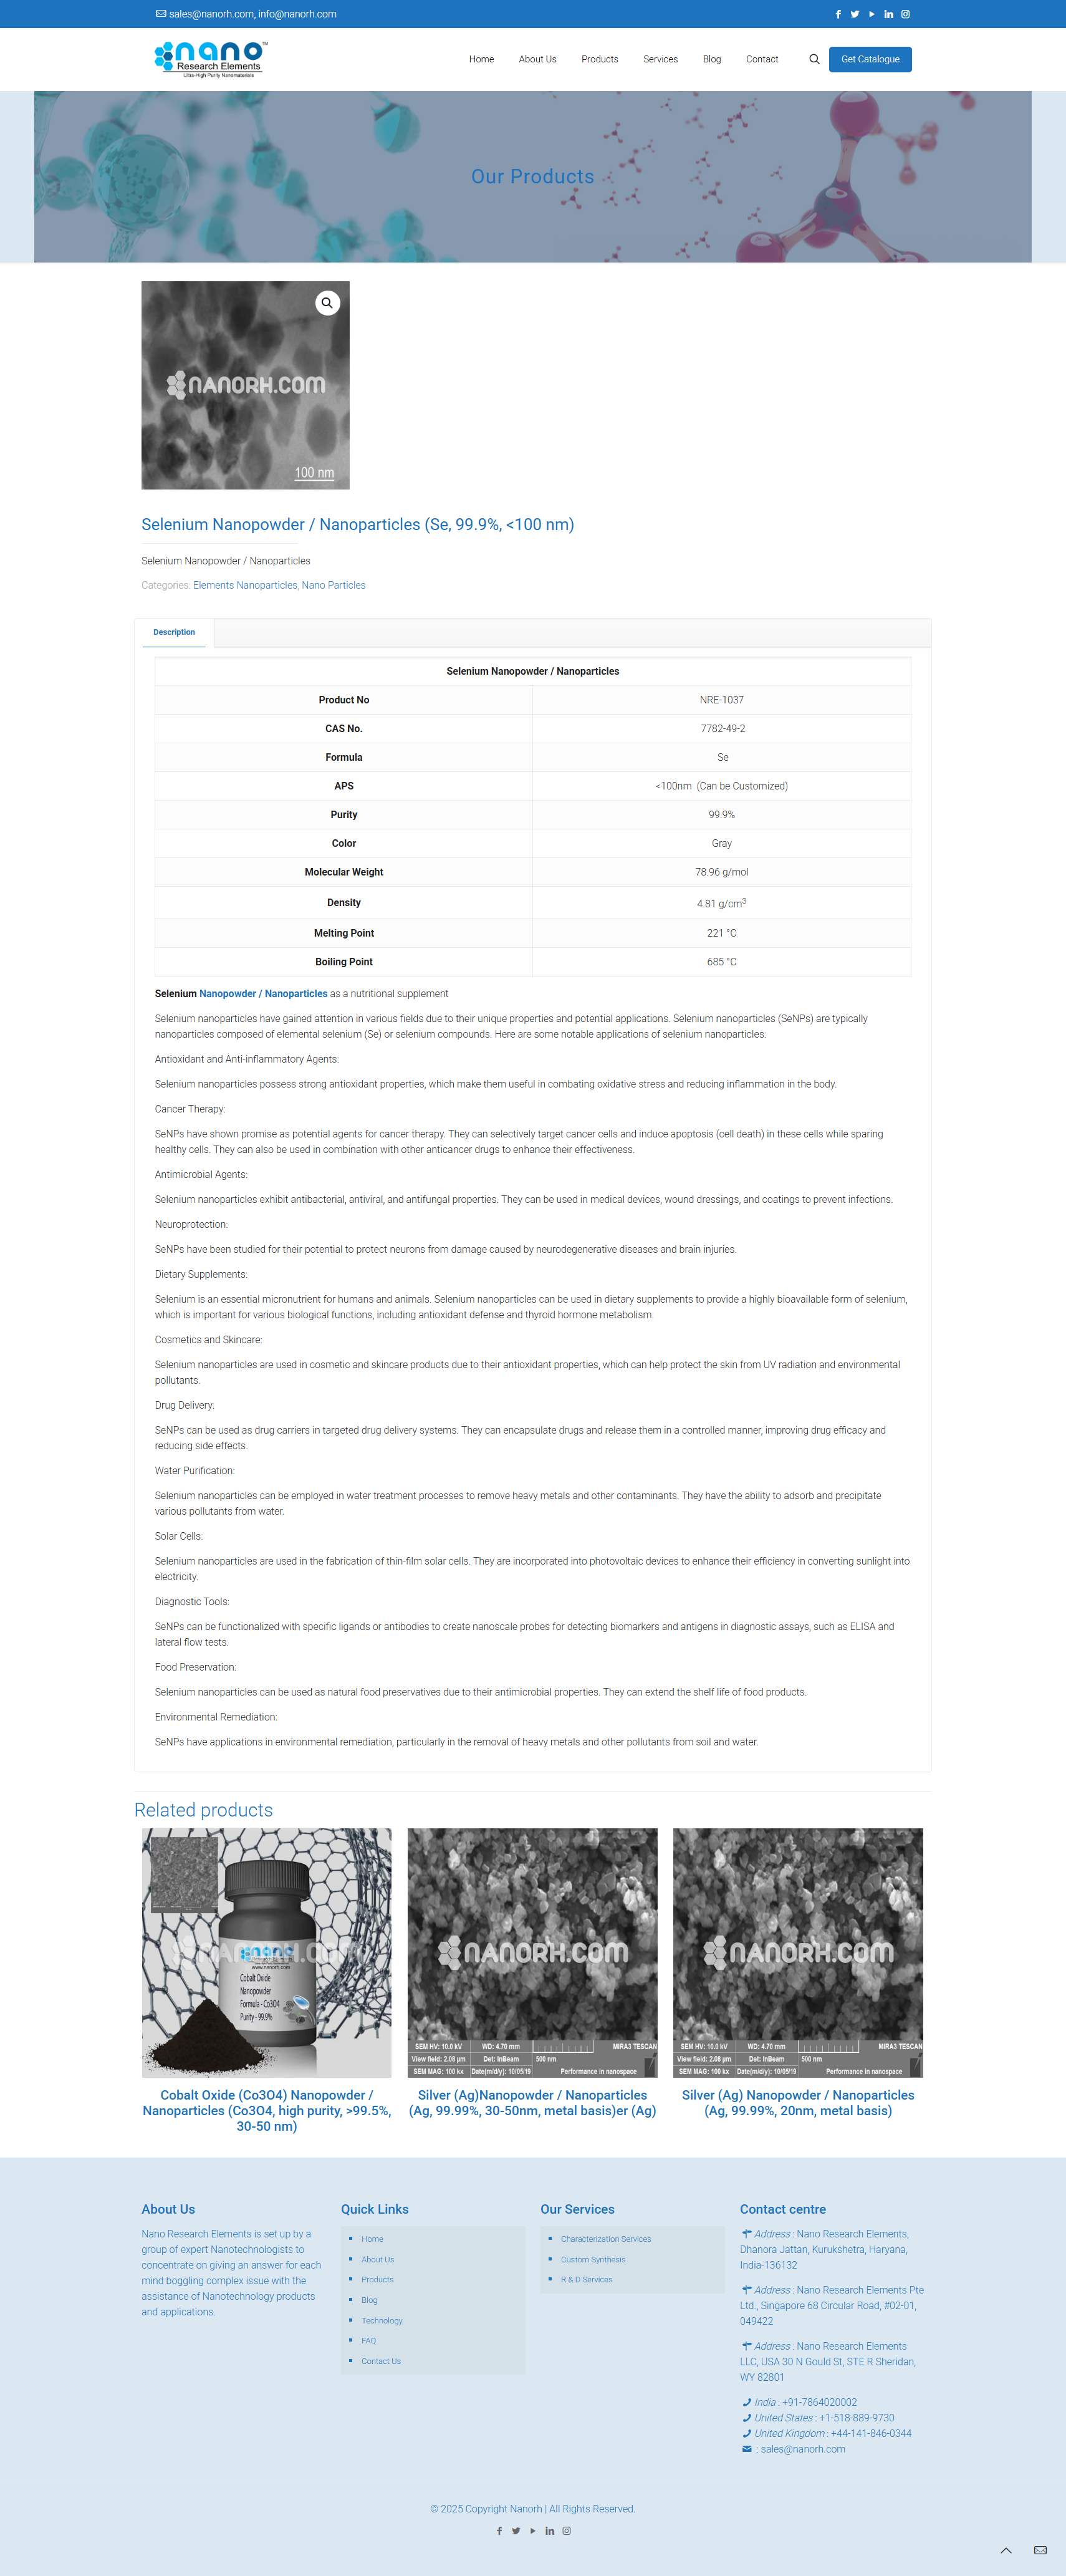 sales@nanorh.com, info@nanorh.com
nano TM
Research Elements
Ultra-High Purity Nanomaterials
Home About Us Products Services Blog Contact Get Catalogue
Our Products
NANORH.COM
100 nm
Selenium Nanopowder / Nanoparticles (Se, 99.9%, <100 nm)
Selenium Nanopowder / Nanoparticles
Categories: Elements Nanoparticles, Nano Particles
Description
Selenium Nanopowder / Nanoparticles
Product No NRE-1037
CAS No. 7782-49-2
Formula Se
APS <100nm (Can be Customized)
Purity 99.9%
Color Gray
Molecular Weight 78.96 g/mol
Density 4.81 g/cm3
Melting Point 221 °C
Boiling Point 685 °C
Selenium Nanopowder / Nanoparticles as a nutritional supplement
Selenium nanoparticles have gained attention in various fields due to their unique properties and potential applications. Selenium nanoparticles (SeNPs) are typically
nanoparticles composed of elemental selenium (Se) or selenium compounds. Here are some notable applications of selenium nanoparticles:
Antioxidant and Anti-inflammatory Agents:
Selenium nanoparticles possess strong antioxidant properties, which make them useful in combating oxidative stress and reducing inflammation in the body.
Cancer Therapy:
SeNPs have shown promise as potential agents for cancer therapy. They can selectively target cancer cells and induce apoptosis (cell death) in these cells while sparing
healthy cells. They can also be used in combination with other anticancer drugs to enhance their effectiveness.
Antimicrobial Agents:
Selenium nanoparticles exhibit antibacterial, antiviral, and antifungal properties. They can be used in medical devices, wound dressings, and coatings to prevent infections.
Neuroprotection:
SeNPs have been studied for their potential to protect neurons from damage caused by neurodegenerative diseases and brain injuries.
Dietary Supplements:
Selenium is an essential micronutrient for humans and animals. Selenium nanoparticles can be used in dietary supplements to provide a highly bioavailable form of selenium,
which is important for various biological functions, including antioxidant defense and thyroid hormone metabolism.
Cosmetics and Skincare:
Selenium nanoparticles are used in cosmetic and skincare products due to their antioxidant properties, which can help protect the skin from UV radiation and environmental
pollutants.
Drug Delivery:
SeNPs can be used as drug carriers in targeted drug delivery systems. They can encapsulate drugs and release them in a controlled manner, improving drug efficacy and
reducing side effects.
Water Purification:
Selenium nanoparticles can be employed in water treatment processes to remove heavy metals and other contaminants. They have the ability to adsorb and precipitate
various pollutants from water.
Solar Cells:
Selenium nanoparticles are used in the fabrication of thin-film solar cells. They are incorporated into photovoltaic devices to enhance their efficiency in converting sunlight into
electricity.
Diagnostic Tools:
SeNPs can be functionalized with specific ligands or antibodies to create nanoscale probes for detecting biomarkers and antigens in diagnostic assays, such as ELISA and
lateral flow tests.
Food Preservation:
Selenium nanoparticles can be used as natural food preservatives due to their antimicrobial properties. They can extend the shelf life of food products.
Environmental Remediation:
SeNPs have applications in environmental remediation, particularly in the removal of heavy metals and other pollutants from soil and water.
Related products
NANORH.COM
nano
www.nanorh.com
Cobalt Oxide
Nanopowder
Formula - Co3O4
Purity - 99.9%
Cobalt Oxide (Co3O4) Nanopowder /
Nanoparticles (Co3O4, high purity, >99.5%,
30-50 nm)
NANORH.COM
SEM HV: 10.0 kV WD: 4.70 mm MIRA3 TESCAN
View field: 2.08 µm Det: InBeam 500 nm
SEM MAG: 100 kx Date(m/d/y): 10/05/19 Performance in nanospace
Silver (Ag)Nanopowder / Nanoparticles
(Ag, 99.99%, 30-50nm, metal basis)er (Ag)
NANORH.COM
SEM HV: 10.0 kV WD: 4.70 mm MIRA3 TESCAN
View field: 2.08 µm Det: InBeam 500 nm
SEM MAG: 100 kx Date(m/d/y): 10/05/19 Performance in nanospace
Silver (Ag) Nanopowder / Nanoparticles
(Ag, 99.99%, 20nm, metal basis)
About Us
Nano Research Elements is set up by a
group of expert Nanotechnologists to
concentrate on giving an answer for each
mind boggling complex issue with the
assistance of Nanotechnology products
and applications.
Quick Links
Home
About Us
Products
Blog
Technology
FAQ
Contact Us
Our Services
Characterization Services
Custom Synthesis
R & D Services
Contact centre
Address : Nano Research Elements,
Dhanora Jattan, Kurukshetra, Haryana,
India-136132
Address : Nano Research Elements Pte
Ltd., Singapore 68 Circular Road, #02-01,
049422
Address : Nano Research Elements
LLC, USA 30 N Gould St, STE R Sheridan,
WY 82801
India : +91-7864020002
United States : +1-518-889-9730
United Kingdom : +44-141-846-0344
: sales@nanorh.com
© 2025 Copyright Nanorh | All Rights Reserved.